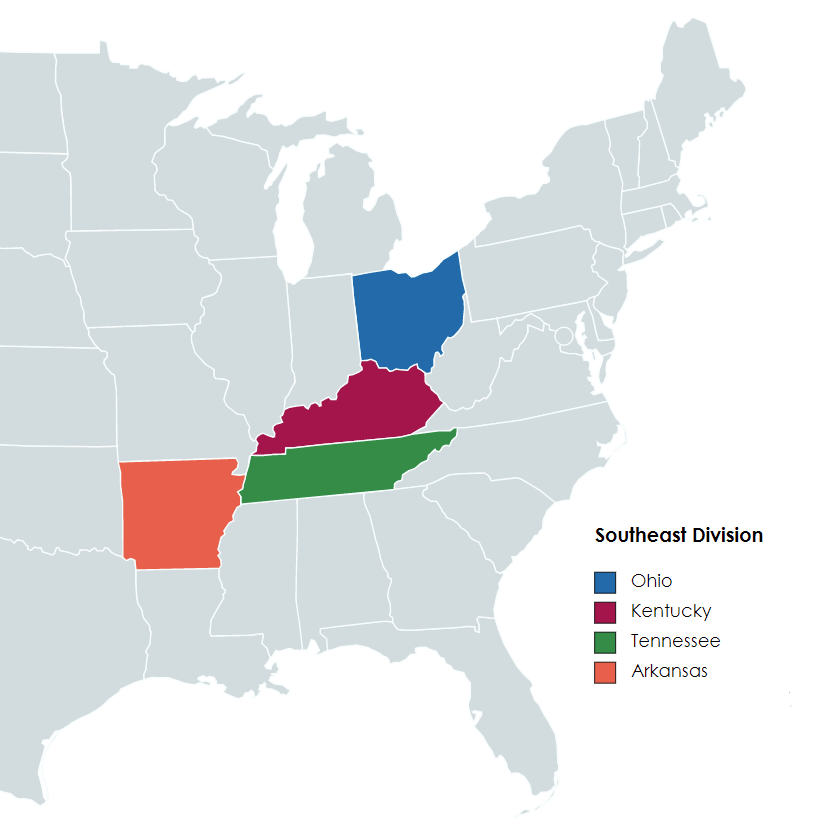 Southeast Division
Ohio
Kentucky
Tennessee
Arkansas